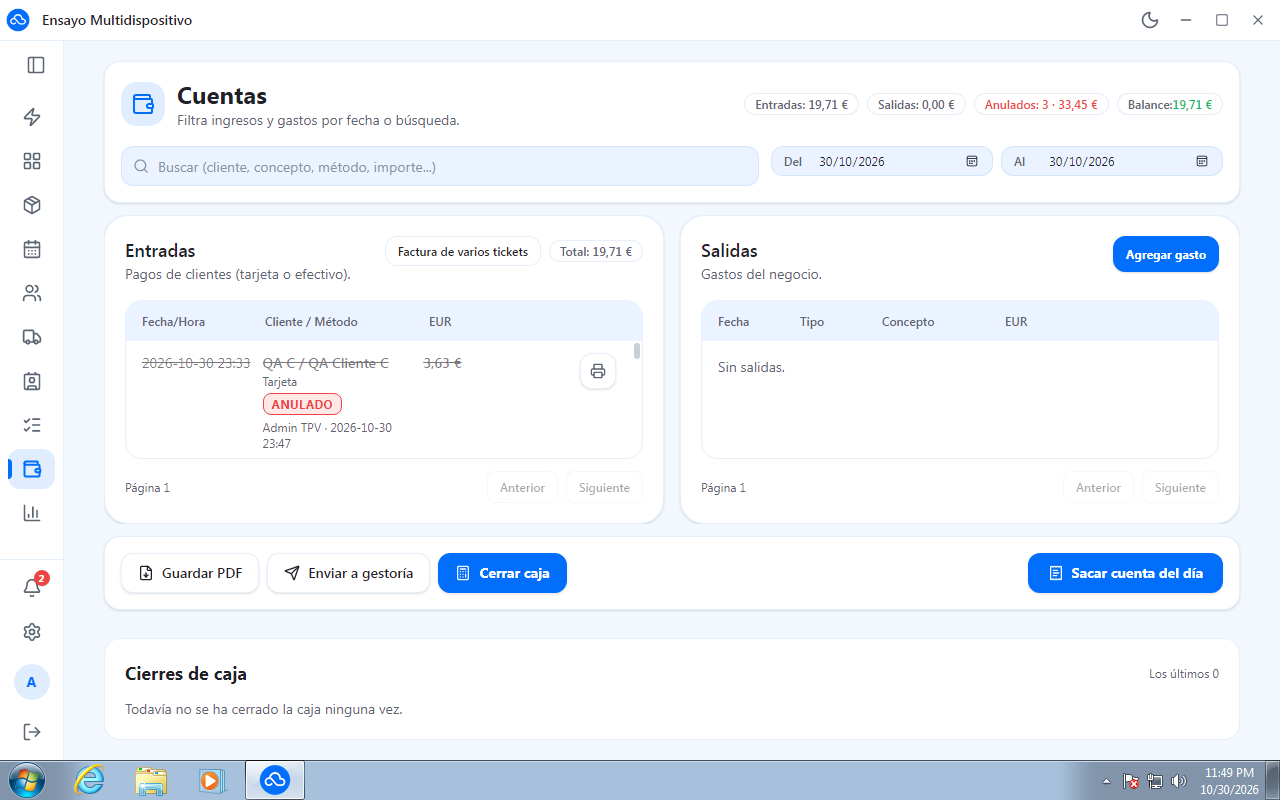 Ensayo Multidispositivo
Cuentas
Filtra ingresos y gastos por fecha o búsqueda.
Entradas: 19,71 €
Salidas: 0,00 €
Anulados: 3 · 33,45 €
Balance:19,71 €
Buscar (cliente, concepto, método, importe...)
Del 30/10/2026
Al 30/10/2026
Entradas
Pagos de clientes (tarjeta o efectivo).
Factura de varios tickets
Total: 19,71 €
Fecha/Hora Cliente / Método EUR
2026-10-30 23:33 QA C / QA Cliente C 3,63 €
Tarjeta
ANULADO
Admin TPV · 2026-10-30
23:47
Página 1
Anterior
Siguiente
Salidas
Gastos del negocio.
Agregar gasto
Fecha Tipo Concepto EUR
Sin salidas.
Página 1
Anterior
Siguiente
Guardar PDF
Enviar a gestoría
Cerrar caja
Sacar cuenta del día
Cierres de caja
Los últimos 0
Todavía no se ha cerrado la caja ninguna vez.
2
A
11:49 PM
10/30/2026